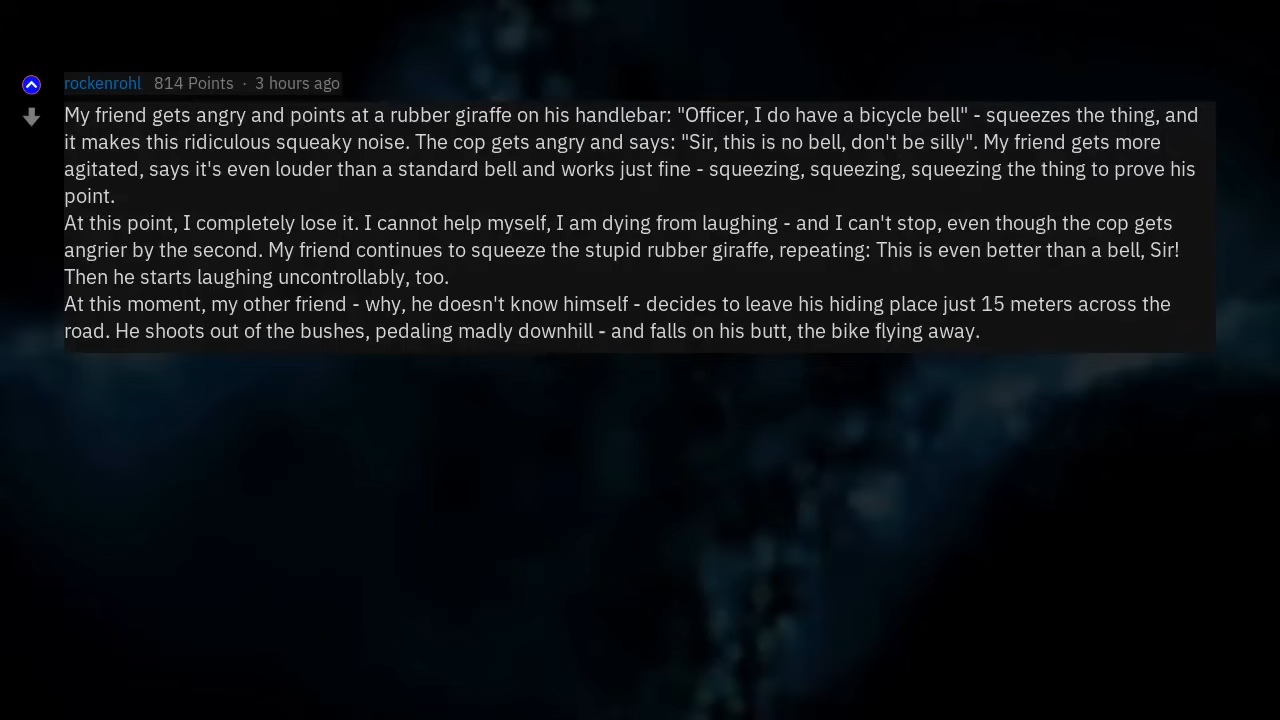 rockenrohl 814 Points · 3 hours ago
My friend gets angry and points at a rubber giraffe on his handlebar: "Officer, I do have a bicycle bell" - squeezes the thing, and
it makes this ridiculous squeaky noise. The cop gets angry and says: "Sir, this is no bell, don't be silly". My friend gets more
agitated, says it's even louder than a standard bell and works just fine - squeezing, squeezing, squeezing the thing to prove his
point.
At this point, I completely lose it. I cannot help myself, I am dying from laughing - and I can't stop, even though the cop gets
angrier by the second. My friend continues to squeeze the stupid rubber giraffe, repeating: This is even better than a bell, Sir!
Then he starts laughing uncontrollably, too.
At this moment, my other friend - why, he doesn't know himself - decides to leave his hiding place just 15 meters across the
road. He shoots out of the bushes, pedaling madly downhill - and falls on his butt, the bike flying away.